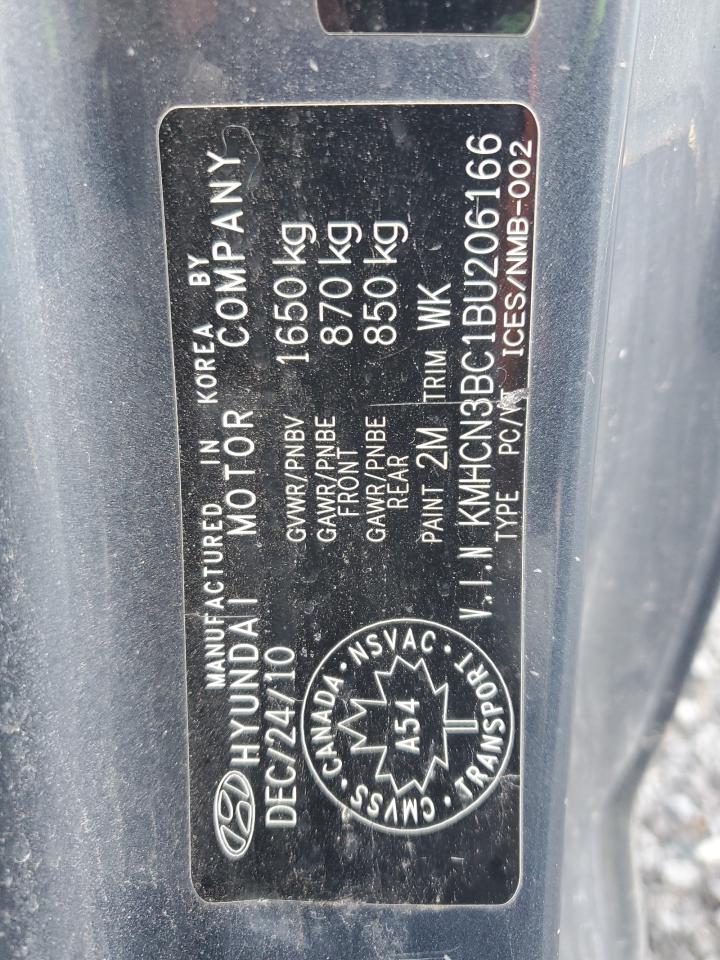 MANUFACTURED IN KOREA BY
HYUNDAI MOTOR COMPANY
DEC/24/10
GVWR/PNBV 1650 kg
GAWR/PNBE FRONT 870 kg
GAWR/PNBE REAR 850 kg
PAINT 2M TRIM WK
V.I.N KMHCN3BC1BU206166
TYPE PC/VT ICES/NMB-002
CANADA · NSVAC · TRANSPORT · CMVSS ·
A54